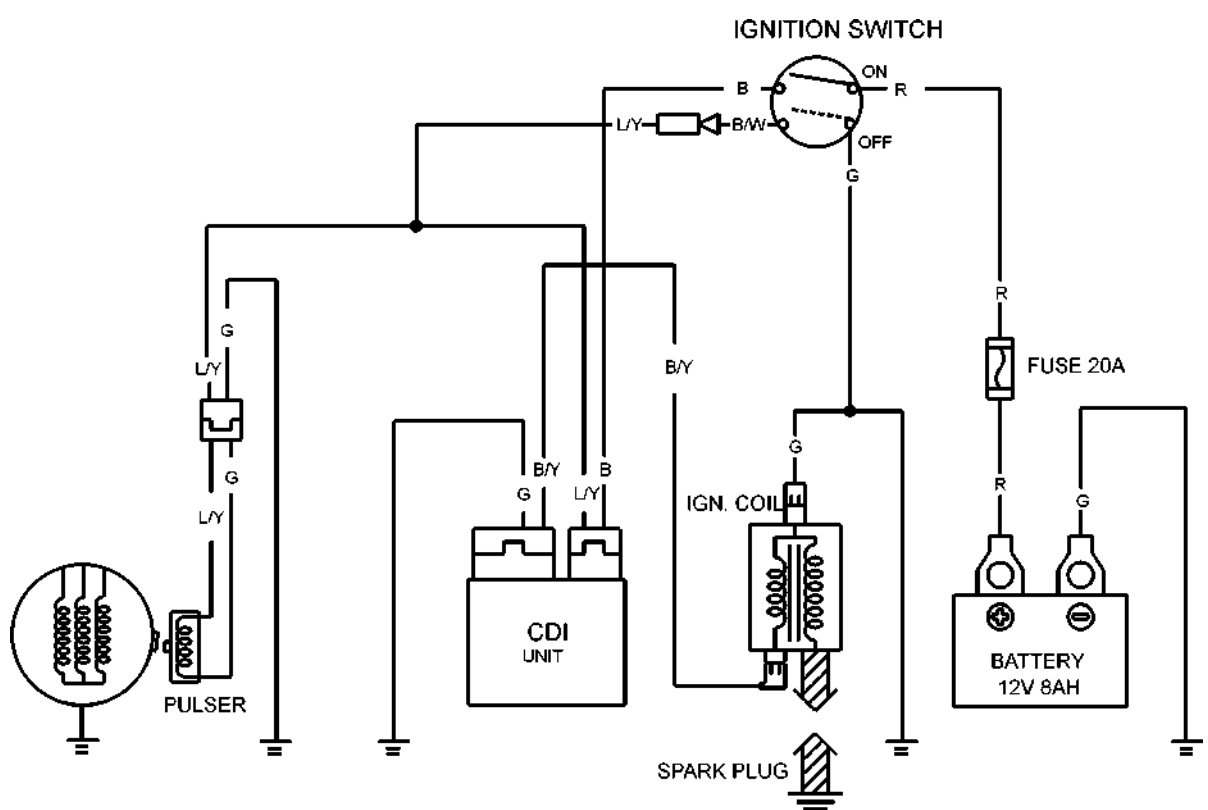 IGNITION SWITCH
ON
B
R
L/Y
B/W
OFF
G
R
G
L/Y
B/Y
FUSE 20A
G
B/Y
B
G
L/Y
G
L/Y
IGN. COIL
R
G
CDI
UNIT
BATTERY
12V 8AH
PULSER
SPARK PLUG